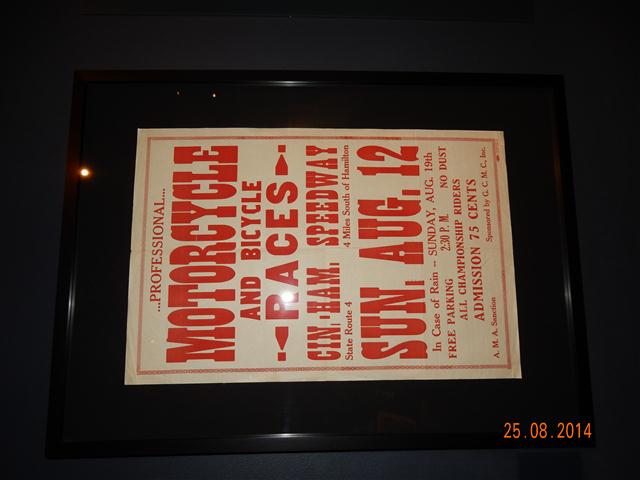 ...PROFESSIONAL...
MOTORCYCLE
AND BICYCLE
RACES
CIN.-HAM. SPEEDWAY
State Route 4 4 Miles South of Hamilton
SUN. AUG. 12
In Case of Rain -- SUNDAY, AUG. 19th
FREE PARKING 2:30 P. M. NO DUST
ALL CHAMPIONSHIP RIDERS
ADMISSION 75 CENTS
A. M. A. Sanction Sponsored by G. C. M. C., Inc.
25.08.2014